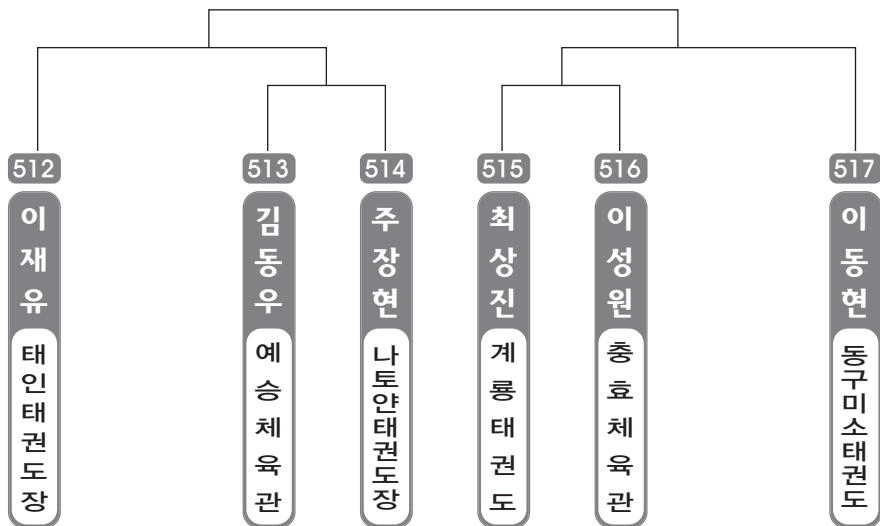 512
이재유
태인태권도장
513
김동우
예승체육관
514
주장현
나토얀태권도장
515
최상진
계룡태권도
516
이성원
충효체육관
517
이동현
동구미소태권도